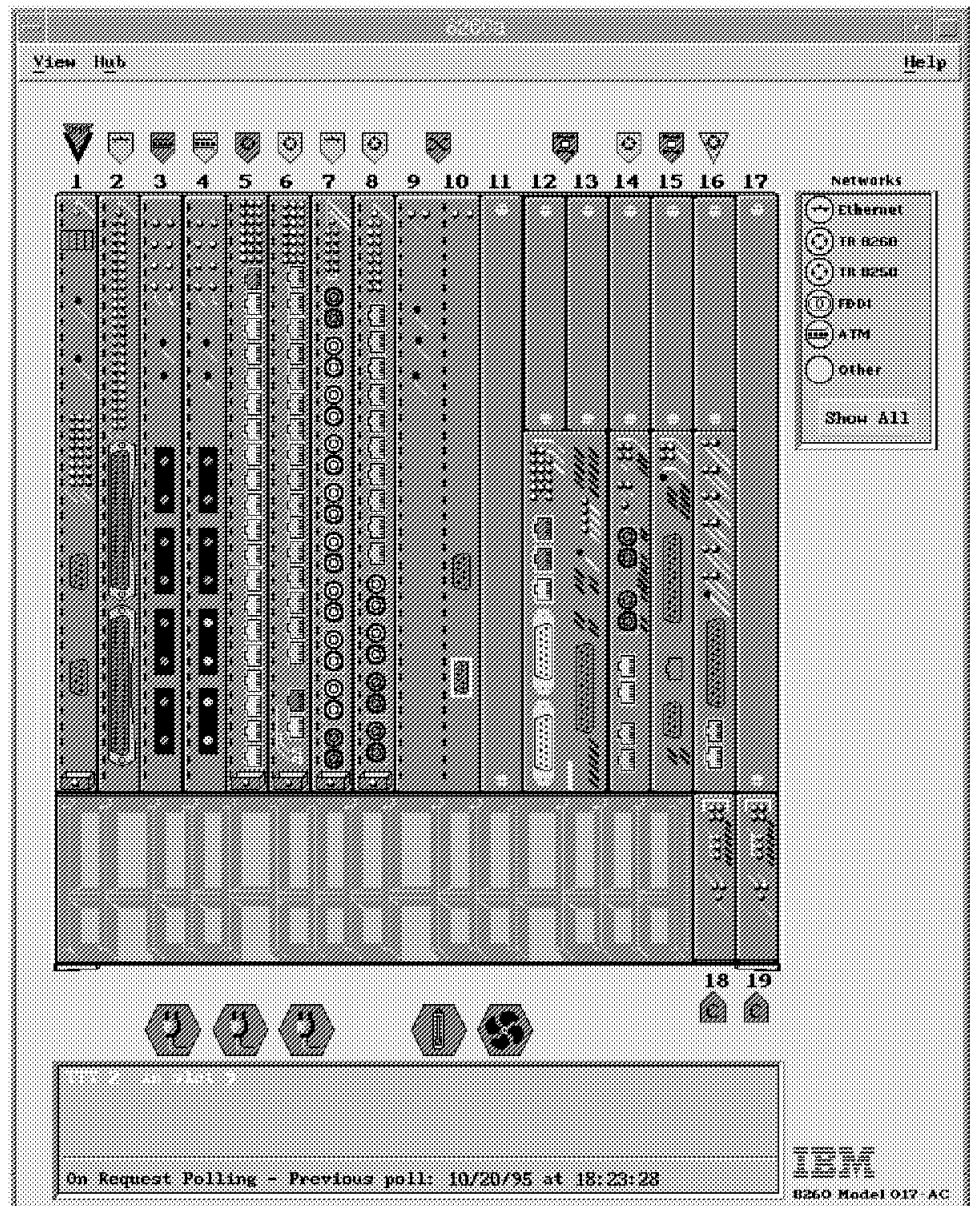 View Hub Help
1 2 3 4 5 6 7 8 9 10 11 12 13 14 15 16 17
Networks
Ethernet
TR 8260
TR 8250
FDDI
ATM
Other
Show All
18 19
C C
On Request Polling - Previous poll: 10/20/95 at 18:23:28
IBM
8260 Model 017-AC